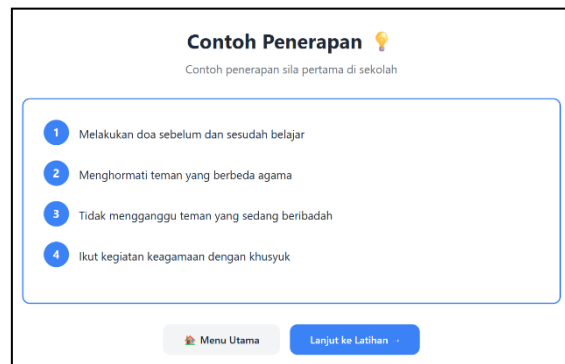 Contoh Penerapan
Contoh penerapan sila pertama di sekolah
1 Melakukan doa sebelum dan sesudah belajar
2 Menghormati teman yang berbeda agama
3 Tidak mengganggu teman yang sedang beribadah
4 Ikut kegiatan keagamaan dengan khusyuk
Menu Utama
Lanjut ke Latihan →